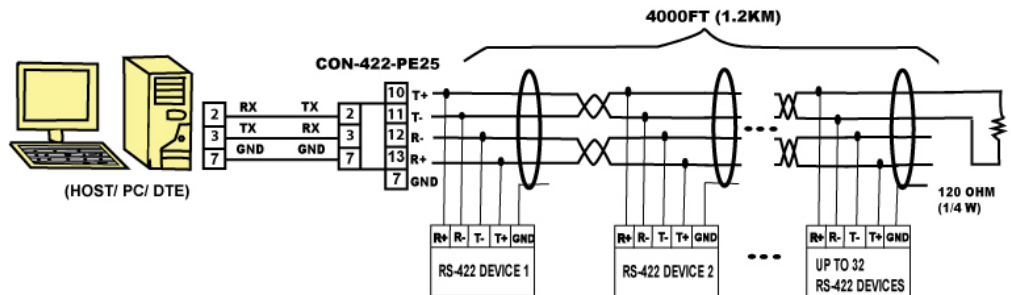 4000FT (1.2KM)
CON-422-PE25
(HOST/ PC/ DTE)
2 RX TX 2
3 TX RX 3
7 GND GND 7
10 T+
11 T-
12 R-
13 R+
7 GND
120 OHM
(1/4 W)
R+ R- T- T+ GND
RS-422 DEVICE 1
R+ R- T- T+ GND
RS-422 DEVICE 2
R+ R- T- T+ GND
UP TO 32
RS-422 DEVICES